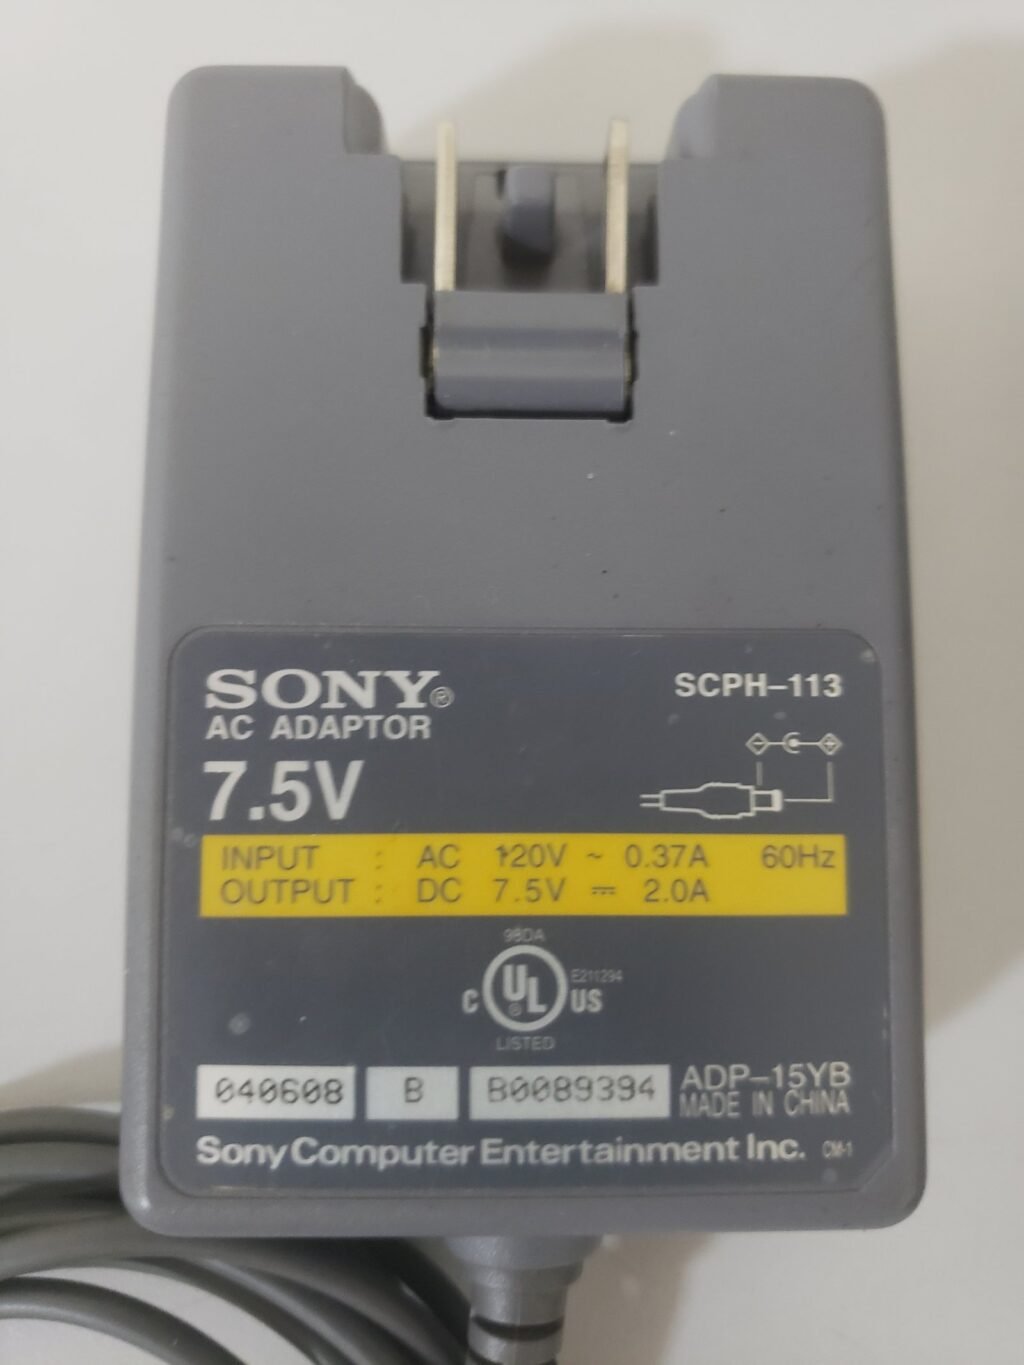 SONY®
AC ADAPTOR
SCPH-113
7.5V
INPUT : AC 120V ~ 0.37A 60Hz
OUTPUT : DC 7.5V ⎓ 2.0A
98DA
C UL® US E211294
LISTED
040608 B B0089394 ADP-15YB
MADE IN CHINA
Sony Computer Entertainment Inc. CM-1